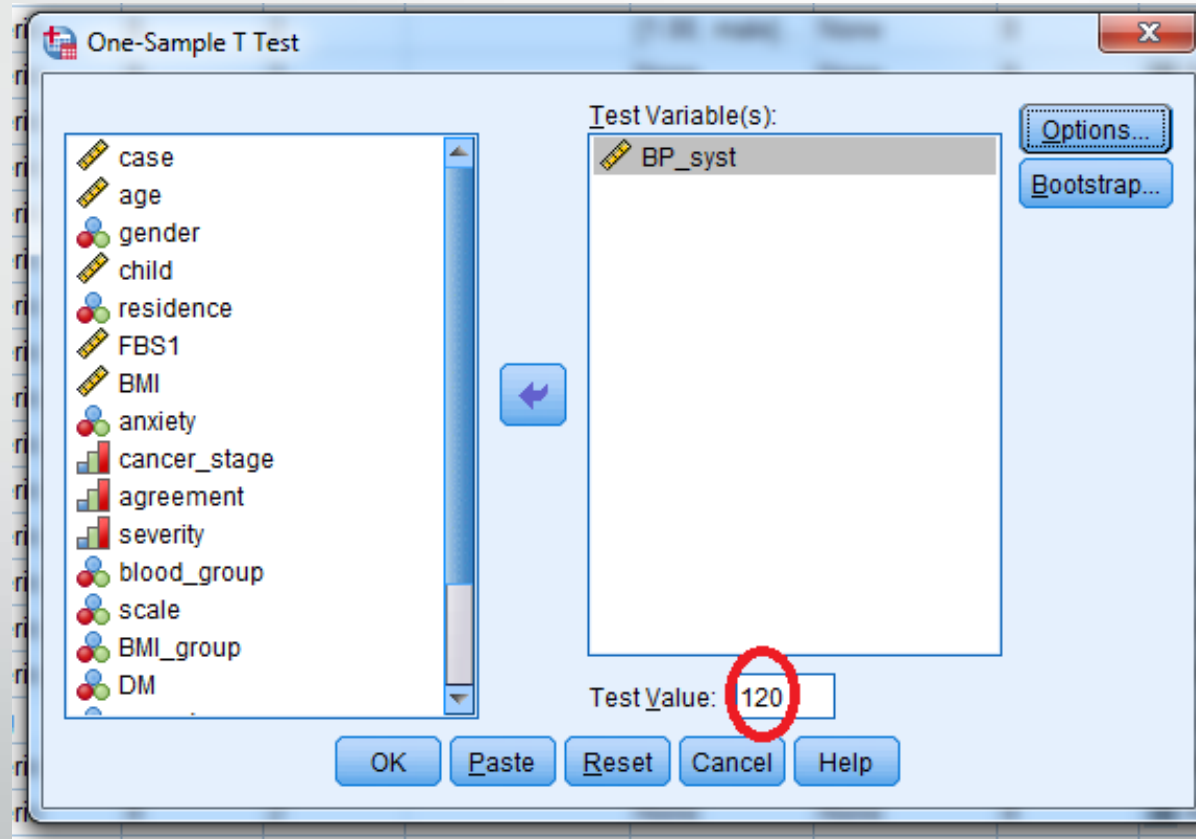 One-Sample T Test
case
age
gender
child
residence
FBS1
BMI
anxiety
cancer_stage
agreement
severity
blood_group
scale
BMI_group
DM
Test Variable(s):
BP_syst
Test Value: 120
Options...
Bootstrap...
OK Paste Reset Cancel Help